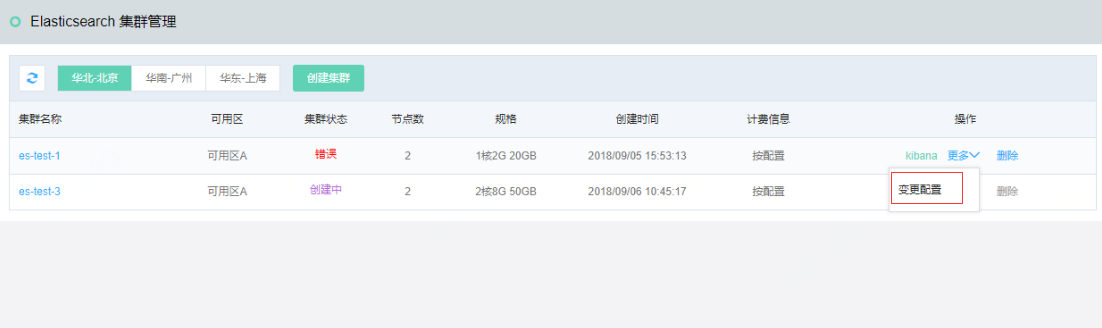 Elasticsearch 集群管理
华北-北京 华南-广州 华东-上海 创建集群
集群名称 可用区 集群状态 节点数 规格 创建时间 计费信息 操作
es-test-1 可用区A 错误 2 1核2G 20GB 2018/09/05 15:53:13 按配置 kibana 更多 删除
es-test-3 可用区A 创建中 2 2核8G 50GB 2018/09/06 10:45:17 按配置 变更配置 删除